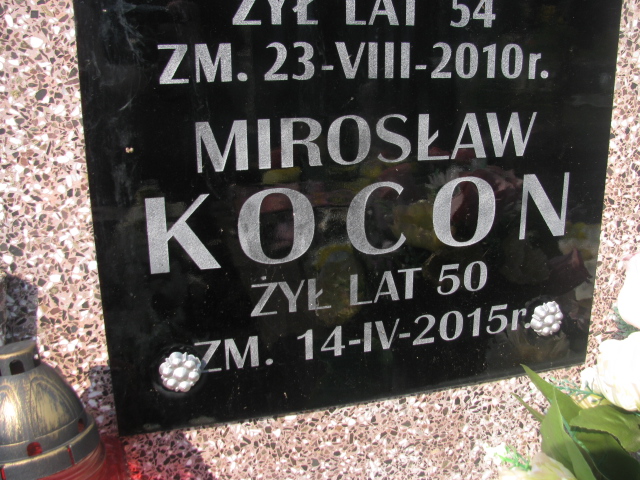 ŻYŁ LAT 54
ZM. 23-VIII-2010r.
MIROSŁAW
KOCON
ŻYŁ LAT 50
ZM. 14-IV-2015r.